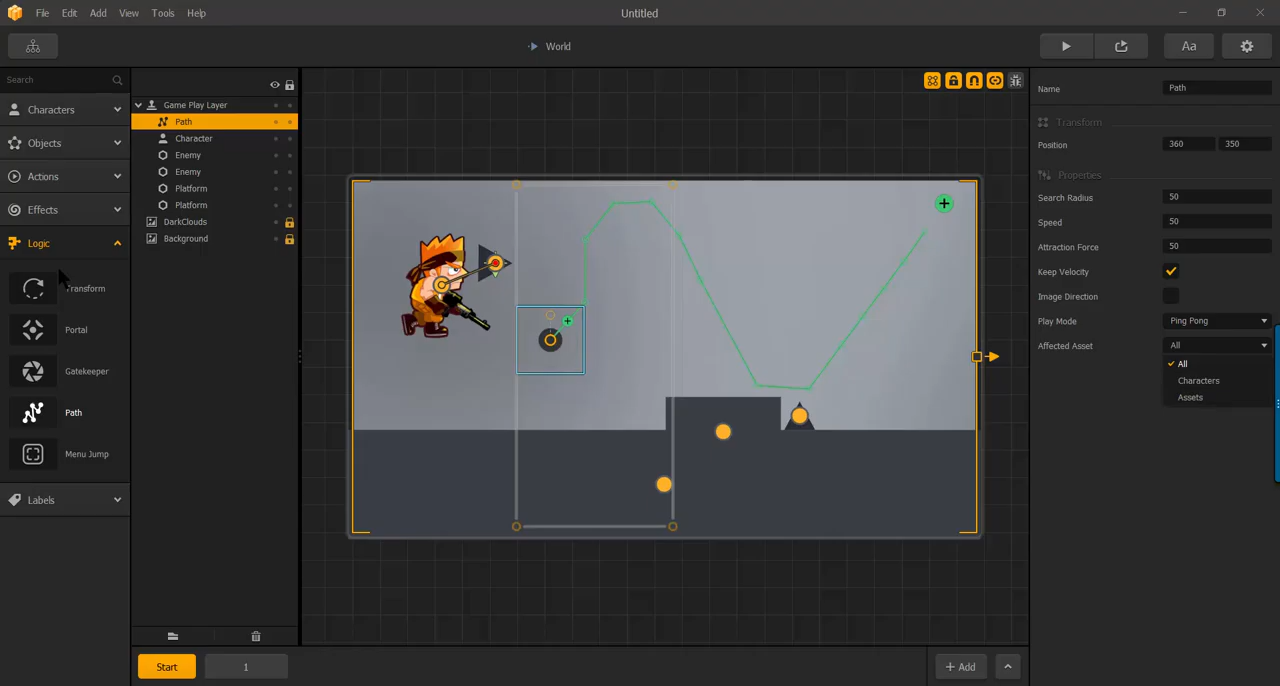 File Edit Add View Tools Help Untitled
World Aa
Search
Characters
Objects
Actions
Effects
Logic
Transform
Portal
Gatekeeper
Path
Menu Jump
Labels
Game Play Layer
Path
Character
Enemy
Enemy
Platform
Platform
DarkClouds
Background
Name Path
Transform
Position 360 350
Properties
Search Radius 50
Speed 50
Attraction Force 50
Keep Velocity
Image Direction
Play Mode Ping Pong
Affected Asset All
All
Characters
Assets
Start 1 + Add